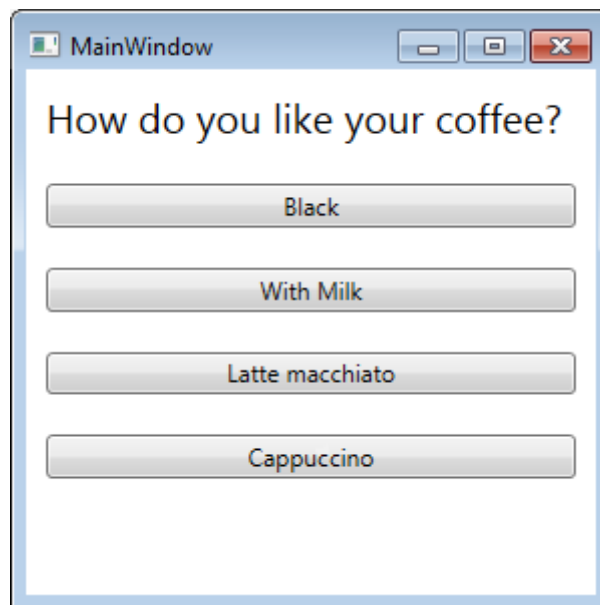 MainWindow
How do you like your coffee?
Black
With Milk
Latte macchiato
Cappuccino